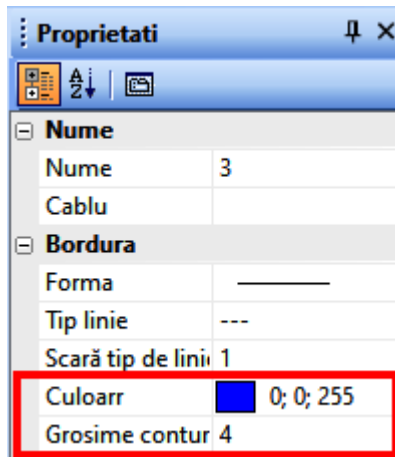 Proprietati
Nume
Nume 3
Cablu
Bordura
Forma
Tip linie ---
Scară tip de lini 1
Culoarr 0; 0; 255
Grosime contur 4